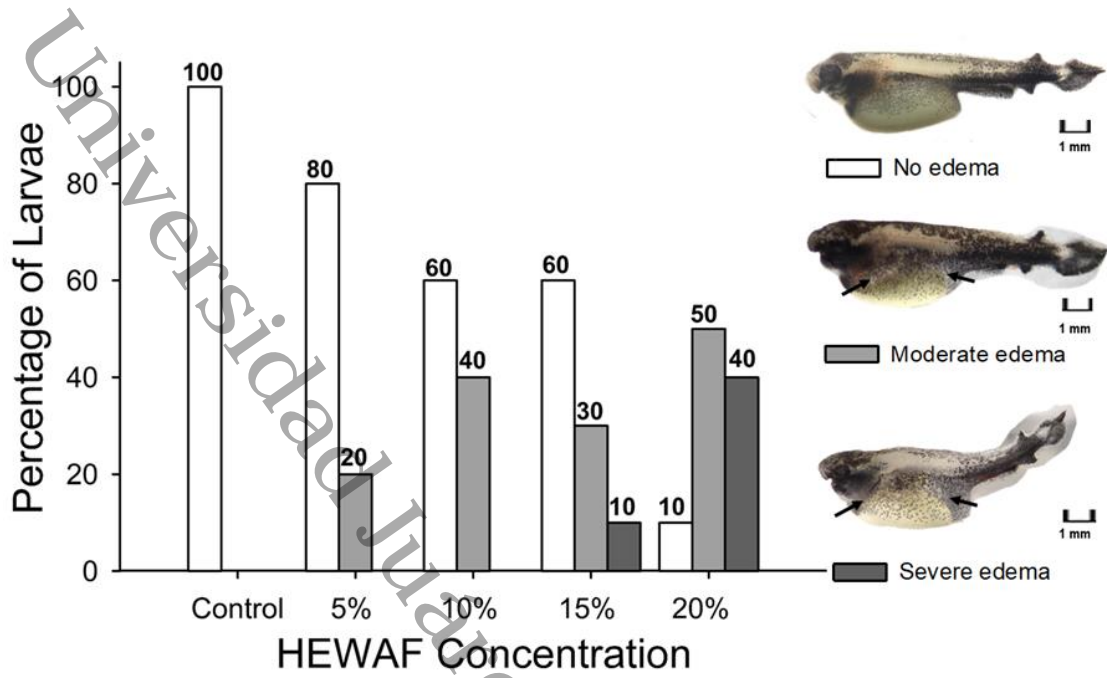 Percentage of Larvae
100
80
60
40
20
0
100
80
20
60
40
60
30
10
10
50
40
Control
5%
10%
15%
20%
HEWAF Concentration
1 mm
No edema
1 mm
Moderate edema
1 mm
Severe edema
Universidad Juáre